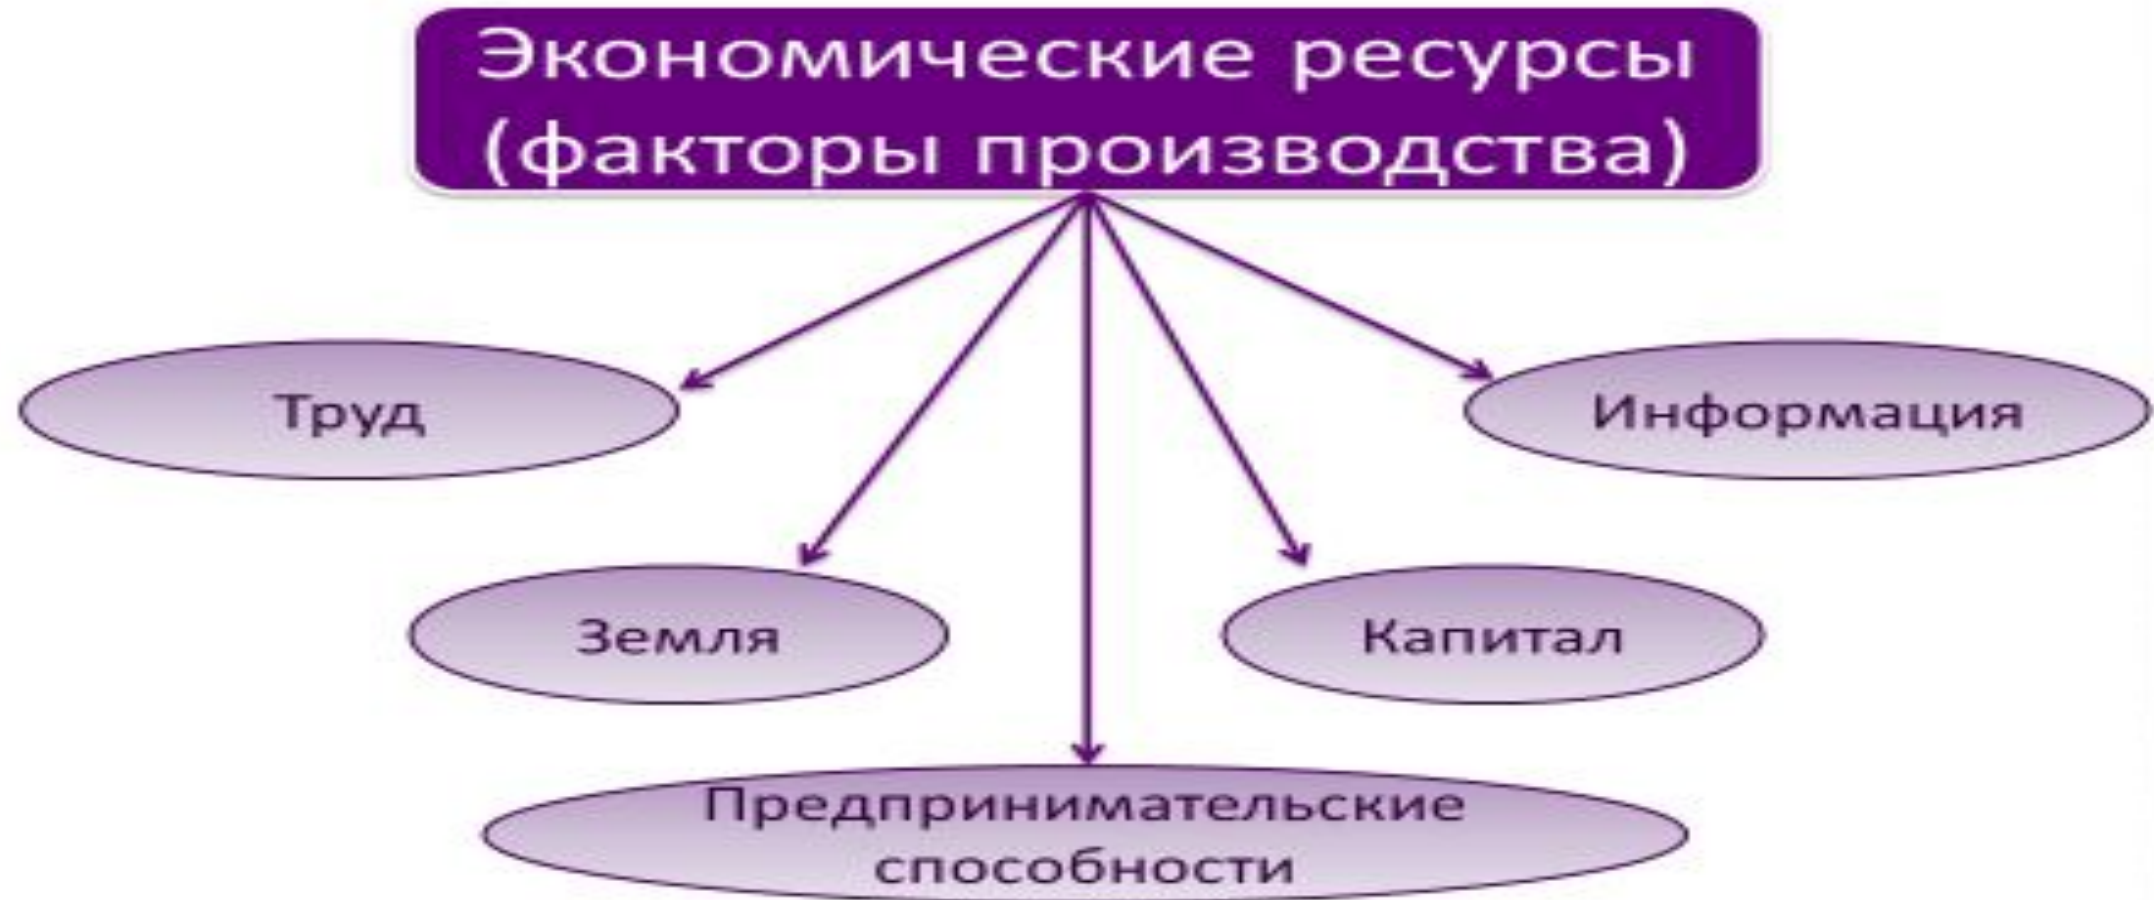 Экономические ресурсы
(факторы производства)
Труд
Информация
Земля
Капитал
Предпринимательские
способности